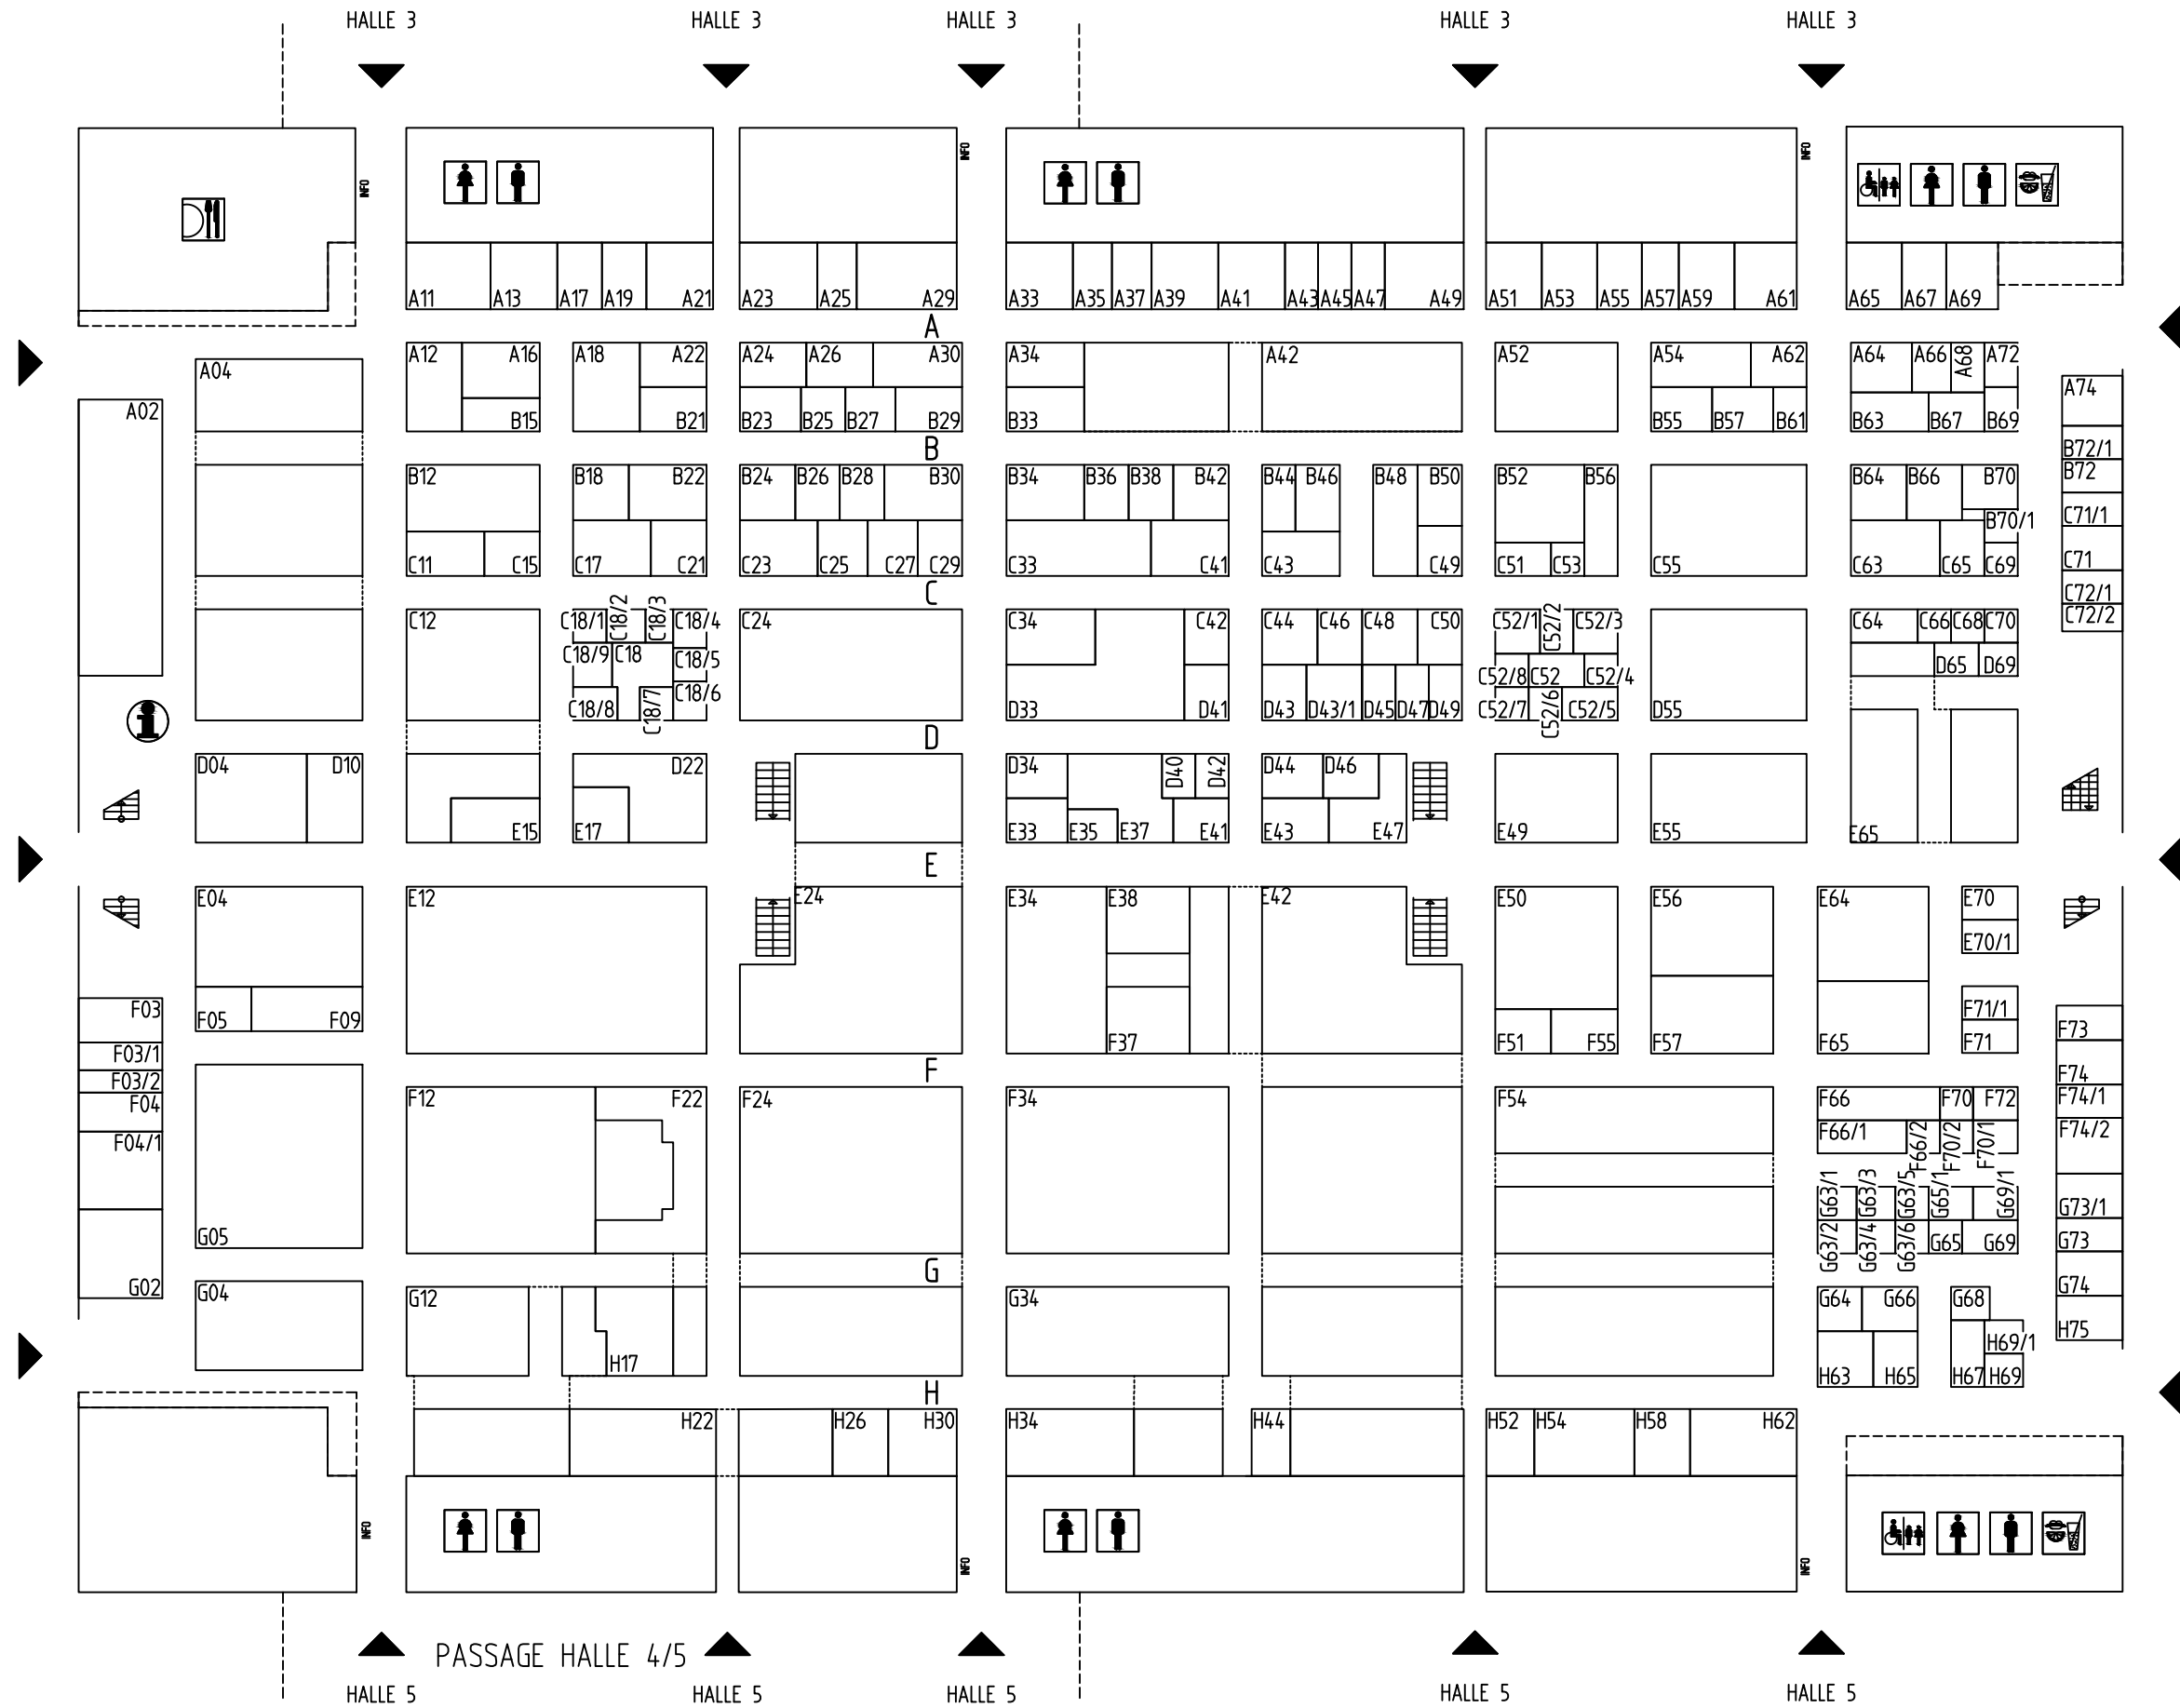 HALLE 3 HALLE 3 HALLE 3 HALLE 3 HALLE 3
INFO INFO INFO
A11 A13 A17 A19 A21 A23 A25 A29 A33 A35 A37 A39 A41 A43 A45 A47 A49 A51 A53 A55 A57 A59 A61 A65 A67 A69
A
A04 A12 A16 A18 A22 A24 A26 A30 A34 A42 A52 A54 A62 A64 A66 A68 A72
A74
A02 B15 B21 B23 B25 B27 B29 B33 B55 B57 B61 B63 B67 B69
B
B72/1
B12 B18 B22 B24 B26 B28 B30 B34 B36 B38 B42 B44 B46 B48 B50 B52 B56 B64 B66 B70 B72
B70/1 C71/1
C11 C15 C17 C21 C23 C25 C27 C29 C33 C41 C43 C49 C51 C53 C55 C63 C65 C69 C71
C
C72/1
C12 C18/1 C18/2 C18/3 C18/4 C24 C34 C42 C44 C46 C48 C50 C52/1 C52/2 C52/3 C64 C66 C68 C70 C72/2
C18/9 C18 C18/5 D65 D69
C18/6 C52/8 C52 C52/4
C18/8 C18/7 D33 D41 D43 D43/1 D45 D47 D49 C52/7 C52/6 C52/5 D55
D
D04 D10 D22 D34 D40 D42 D44 D46
E15 E17 E33 E35 E37 E41 E43 E47 E49 E55 E65
E
E04 E12 E24 E34 E38 E42 E50 E56 E64 E70
E70/1
F03 F05 F09 F71/1
F03/1 F37 F51 F55 F57 F65 F71 F73
F
F03/2 F74
F04 F12 F22 F24 F34 F54 F66 F70 F72 F74/1
F04/1 F66/1 F66/2 F70/2 F70/1 F74/2
G63/1 G63/3 G63/5 G65/1 G69/1 G73/1
G05 G63/2 G63/4 G63/6 G65 G69 G73
G
G02 G04 G12 G34 G64 G66 G68 G74
H17 H69/1 H75
H63 H65 H67 H69
H
H22 H26 H30 H34 H44 H52 H54 H58 H62
INFO INFO INFO
PASSAGE HALLE 4/5
HALLE 5 HALLE 5 HALLE 5 HALLE 5 HALLE 5